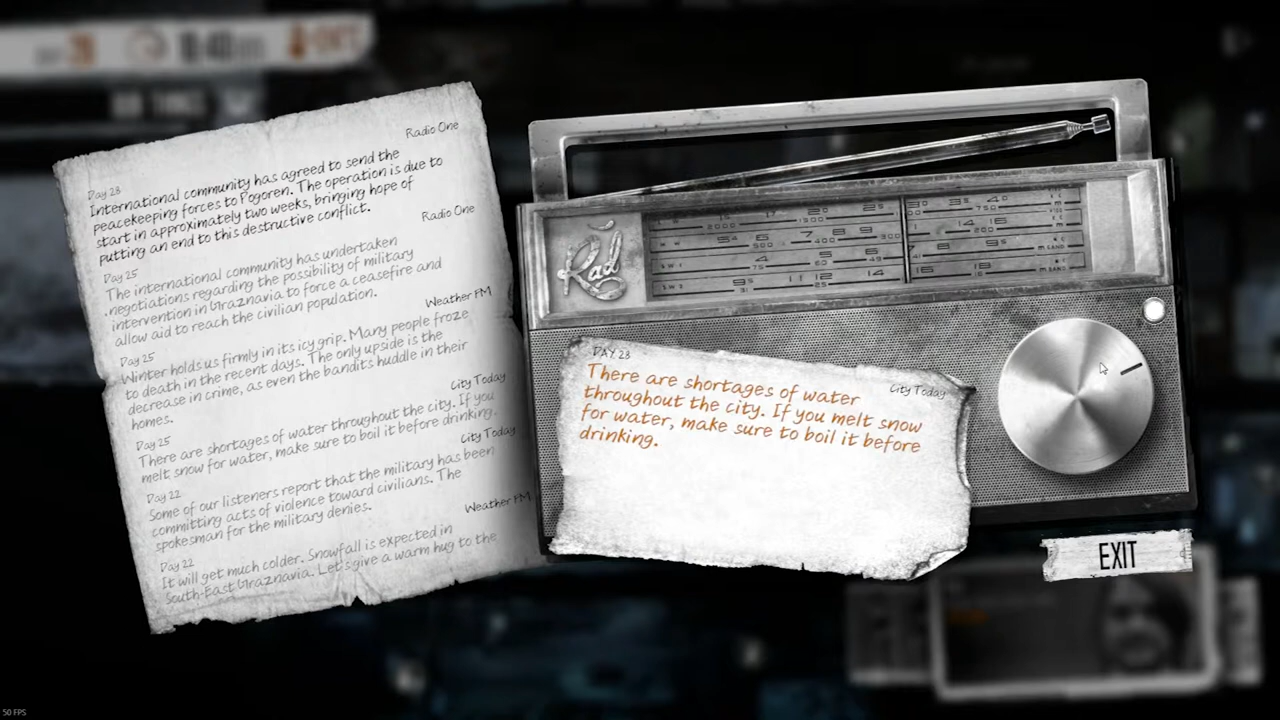 Radio One
Day 28
International community has agreed to send the
peacekeeping forces to Pogoren. The operation is due to
start in approximately two weeks, bringing hope of
putting an end to this destructive conflict.
Radio One
Day 25
The international community has undertaken
negotiations regarding the possibility of military
intervention in Graznavia to force a ceasefire and
allow aid to reach the civilian population.
Weather FM
Day 25
Winter holds us firmly in its icy grip. Many people froze
to death in the recent days. The only upside is the
decrease in crime, as even the bandits huddle in their
homes.
City Today
Day 25
There are shortages of water throughout the city. If you
melt snow for water, make sure to boil it before drinking.
City Today
Day 22
Some of our listeners report that the military has been
committing acts of violence toward civilians. The
spokesman for the military denies.
Weather FM
Day 22
It will get much colder. Snowfall is expected in
South-East Graznavia. Let's give a warm hug to the
Rad
DAY 28
City Today
There are shortages of water
throughout the city. If you melt snow
for water, make sure to boil it before
drinking.
EXIT
50 FPS